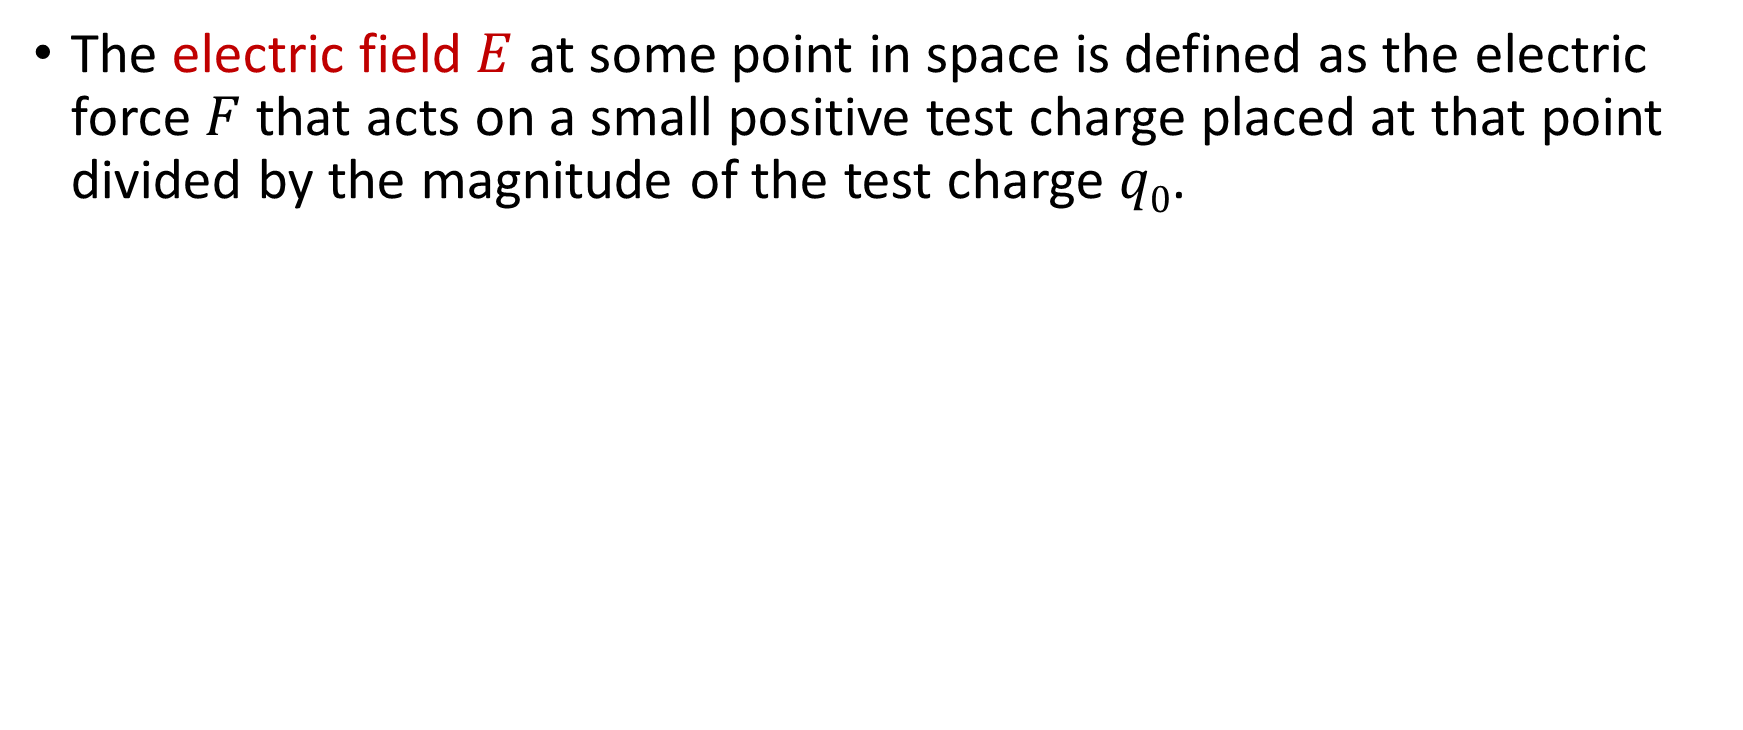 • The electric field E at some point in space is defined as the electric
force F that acts on a small positive test charge placed at that point
divided by the magnitude of the test charge q₀.